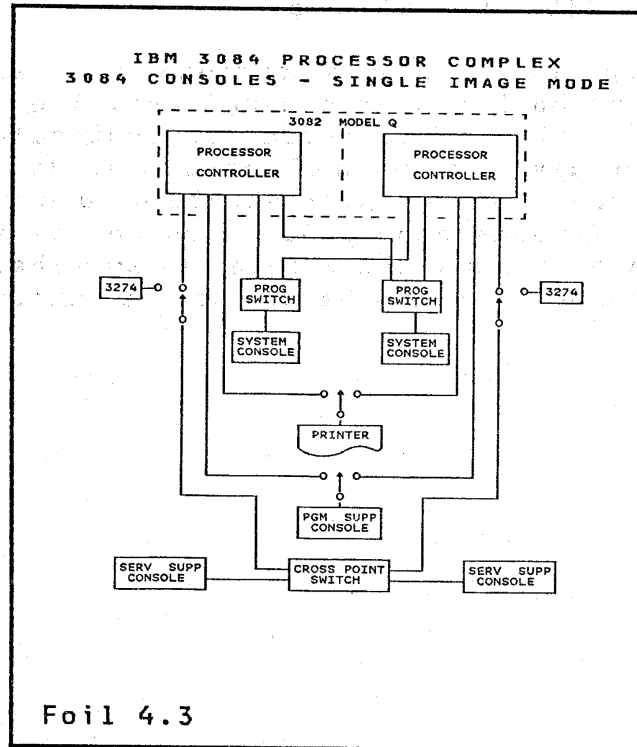 IBM 3084 PROCESSOR COMPLEX
3084 CONSOLES - SINGLE IMAGE MODE
3082 MODEL Q
PROCESSOR
CONTROLLER
PROCESSOR
CONTROLLER
3274
PROG
SWITCH
PROG
SWITCH
3274
SYSTEM
CONSOLE
SYSTEM
CONSOLE
PRINTER
PGM SUPP
CONSOLE
SERV SUPP
CONSOLE
CROSS POINT
SWITCH
SERV SUPP
CONSOLE
Foil 4.3